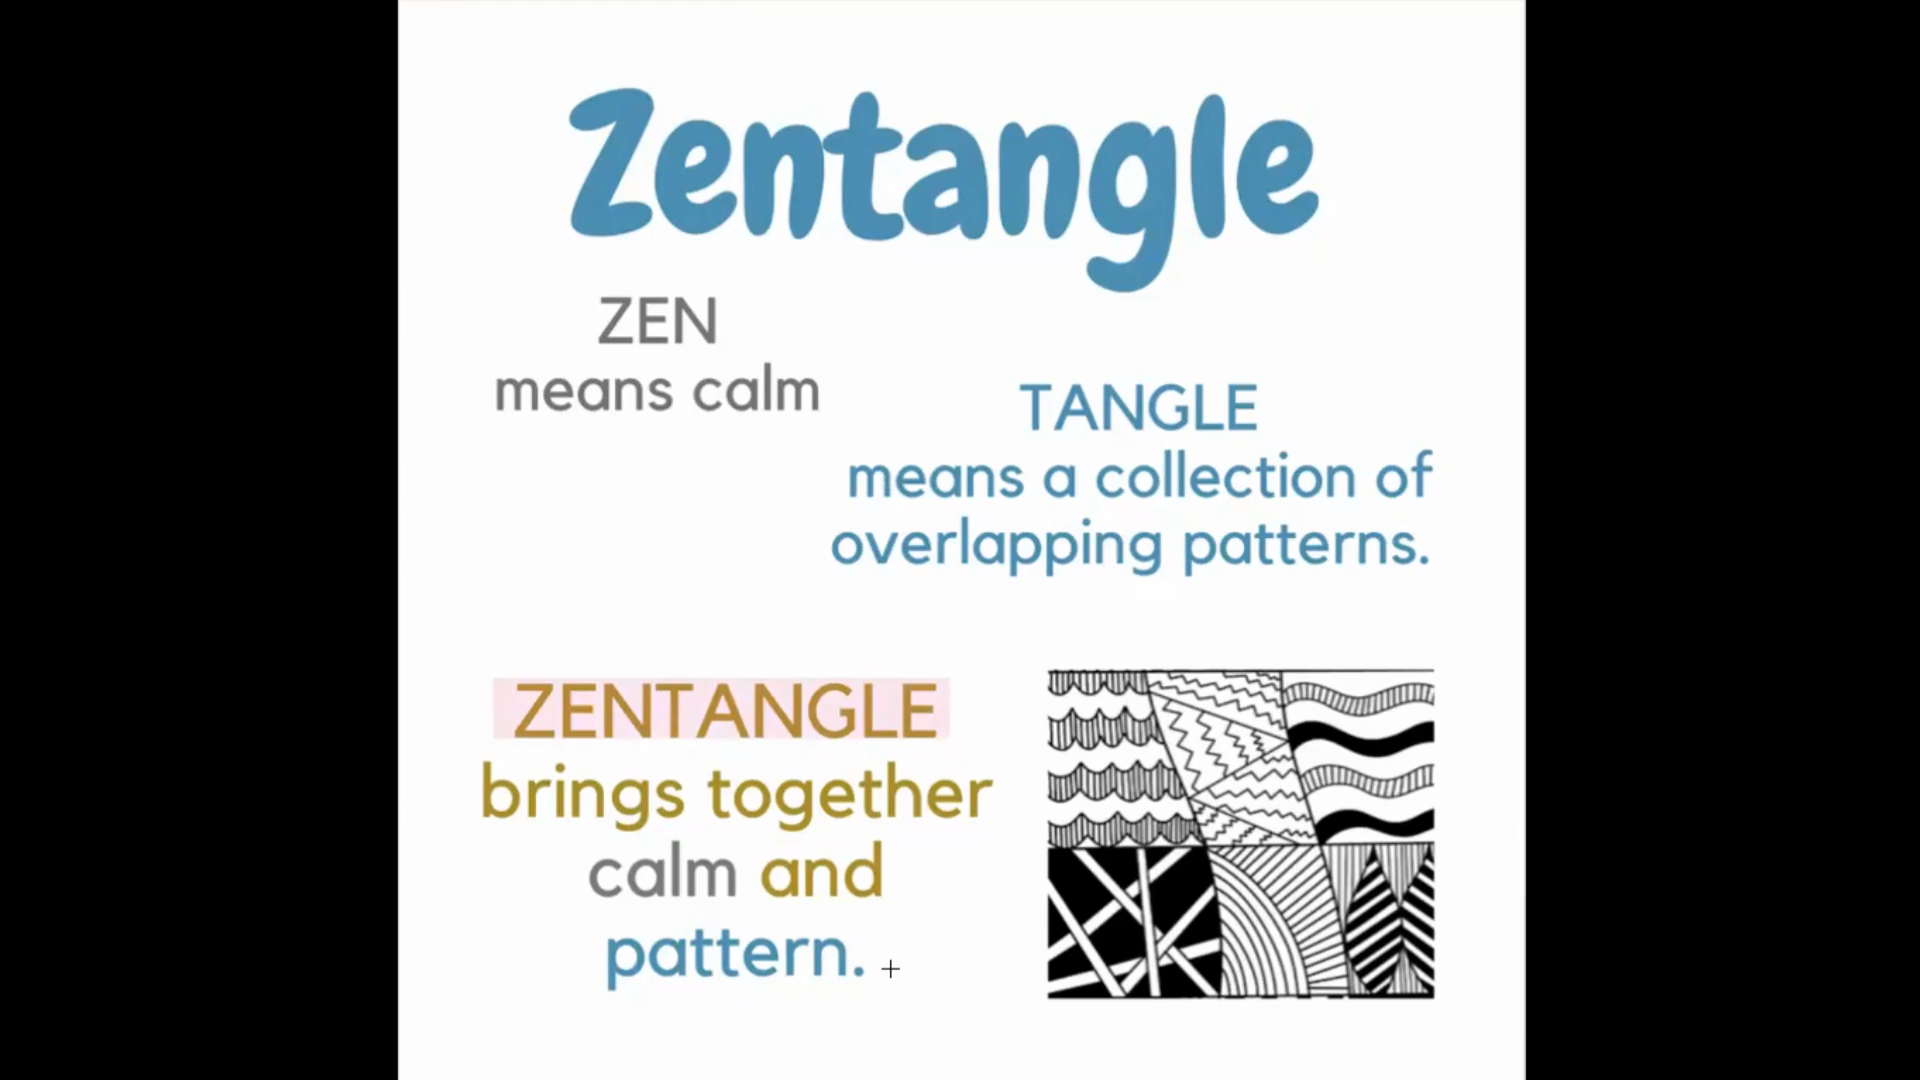 Zentangle
ZEN
means calm
TANGLE
means a collection of
overlapping patterns.
ZENTANGLE
brings together
calm and
pattern.